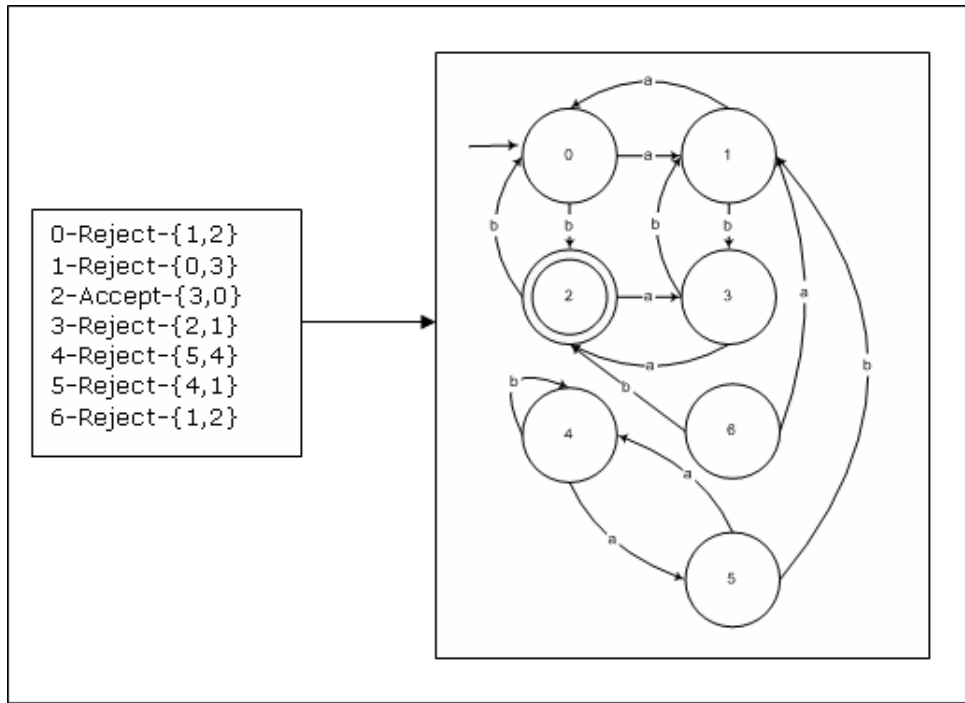 0-Reject-{1,2}
1-Reject-{0,3}
2-Accept-{3,0}
3-Reject-{2,1}
4-Reject-{5,4}
5-Reject-{4,1}
6-Reject-{1,2}
a
0
a
1
b
b
b
b
2
a
3
a
a
b
b
b
4
6
a
a
5